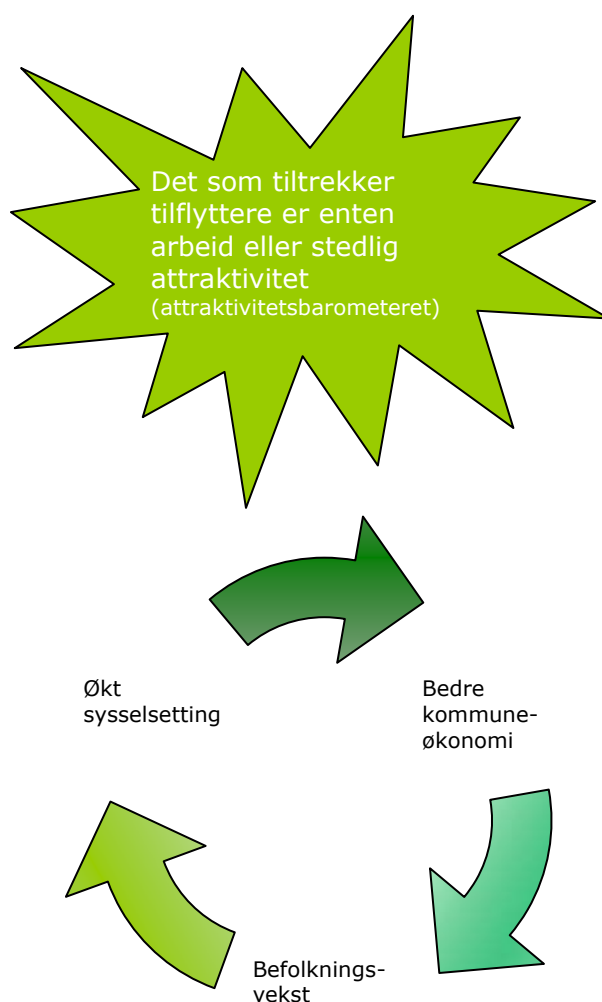 Det som tiltrekker
tilflyttere er enten
arbeid eller stedlig
attraktivitet
(attraktivitetsbarometeret)
Økt
sysselsetting
Bedre
kommune-
økonomi
Befolknings-
vekst